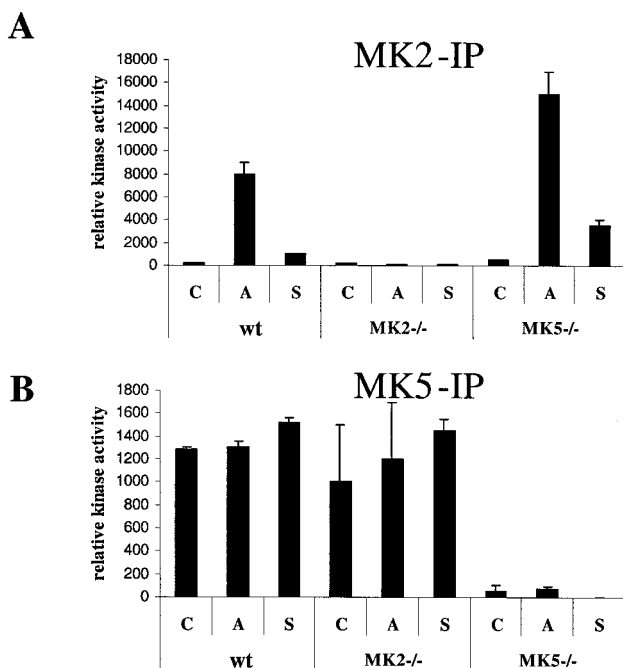 A
MK2-IP
relative kinase activity
18000
16000
14000
12000
10000
8000
6000
4000
2000
0
C A S C A S C A S
wt MK2-/- MK5-/-
B
MK5-IP
relative kinase activity
1800
1600
1400
1200
1000
800
600
400
200
0
C A S C A S C A S
wt MK2-/- MK5-/-